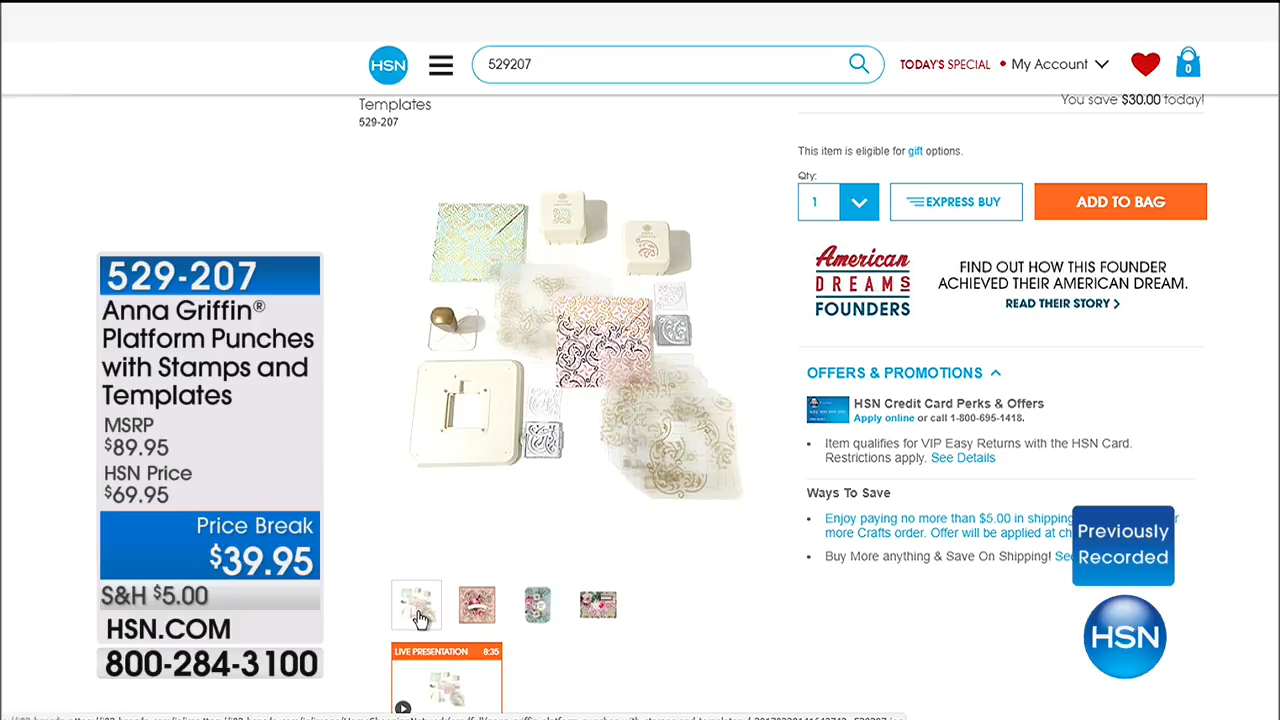 HSN
529207
TODAY'S SPECIAL
My Account
0
Templates
529-207
You save $30.00 today!
This item is eligible for gift options.
Qty:
1
EXPRESS BUY
ADD TO BAG
American
DREAMS
FOUNDERS
FIND OUT HOW THIS FOUNDER
ACHIEVED THEIR AMERICAN DREAM.
READ THEIR STORY >
OFFERS & PROMOTIONS
HSN Credit Card Perks & Offers
Apply online or call 1-800-695-1418.
• Item qualifies for VIP Easy Returns with the HSN Card.
Restrictions apply. See Details
Ways To Save
• Enjoy paying no more than $5.00 in shipping
more Crafts order. Offer will be applied at
• Buy More anything & Save On Shipping!
529-207
Anna Griffin®
Platform Punches
with Stamps and
Templates
MSRP
$89.95
HSN Price
$69.95
Price Break
$39.95
S&H $5.00
HSN.COM
800-284-3100
LIVE PRESENTATION 8:35
Previously
Recorded
HSN